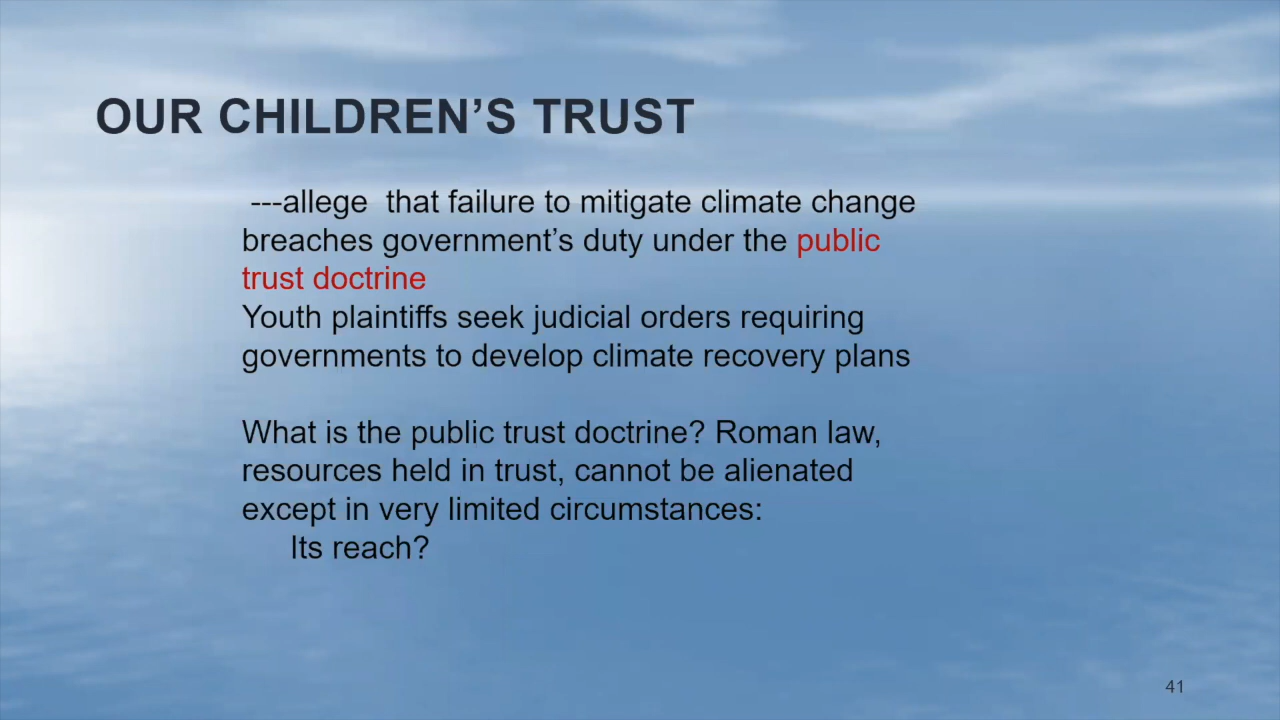 OUR CHILDREN’S TRUST
---allege  that failure to mitigate climate change
breaches government’s duty under the public
trust doctrine
Youth plaintiffs seek judicial orders requiring
governments to develop climate recovery plans
What is the public trust doctrine? Roman law,
resources held in trust, cannot be alienated
except in very limited circumstances:
Its reach?
41